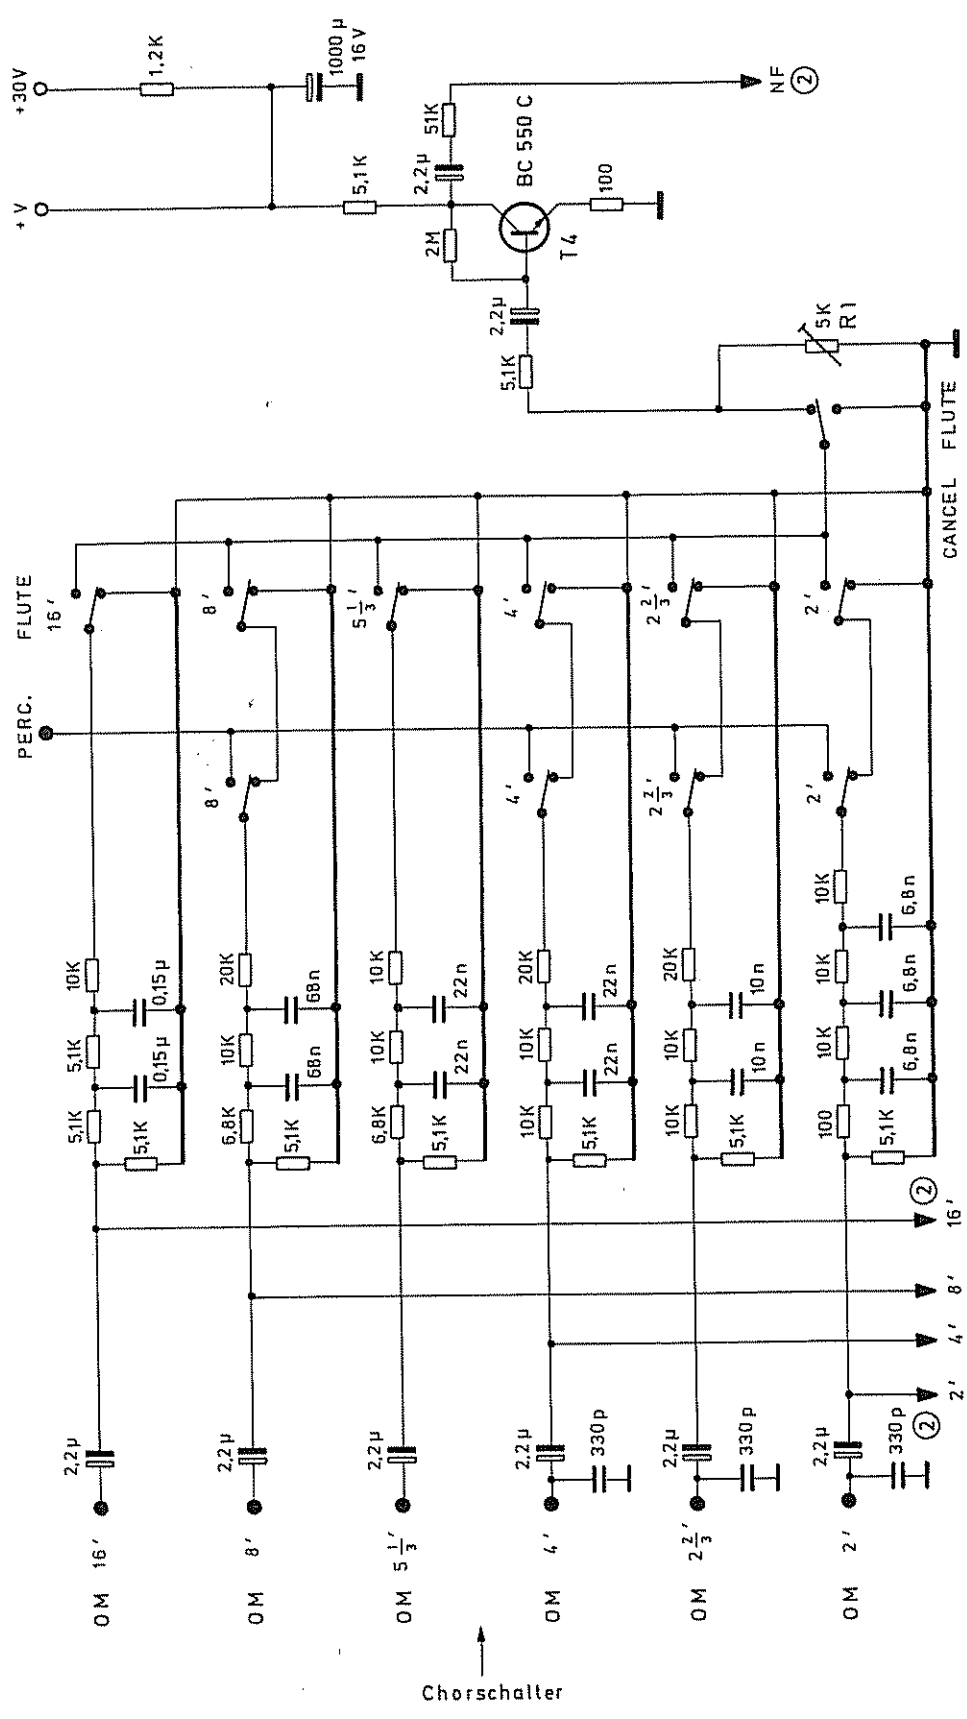 OM 16'
2,2µ
5,1K
5,1K
0,15µ
5,1K
0,15µ
10K
16'
OM 8'
2,2µ
6,8K
5,1K
68n
10K
68n
20K
8'
8'
OM 5 1/3'
2,2µ
6,8K
5,1K
22n
10K
22n
10K
5 1/3'
OM 4'
2,2µ
330p
10K
5,1K
22n
10K
22n
20K
4'
4'
OM 2 2/3'
2,2µ
330p
10K
5,1K
10n
10K
10n
20K
2 2/3'
2 2/3'
OM 2'
2,2µ
330p
100
5,1K
6,8n
10K
6,8n
10K
6,8n
10K
2'
2'
Chorschalter
2
2'
4'
8'
16'
2
PERC.
FLUTE
CANCEL FLUTE
5K
R1
5,1K
2,2µ
2M
T4
BC 550 C
100
5,1K
2,2µ
51K
NF
2
+V
+30V
1,2K
1000µ
16V